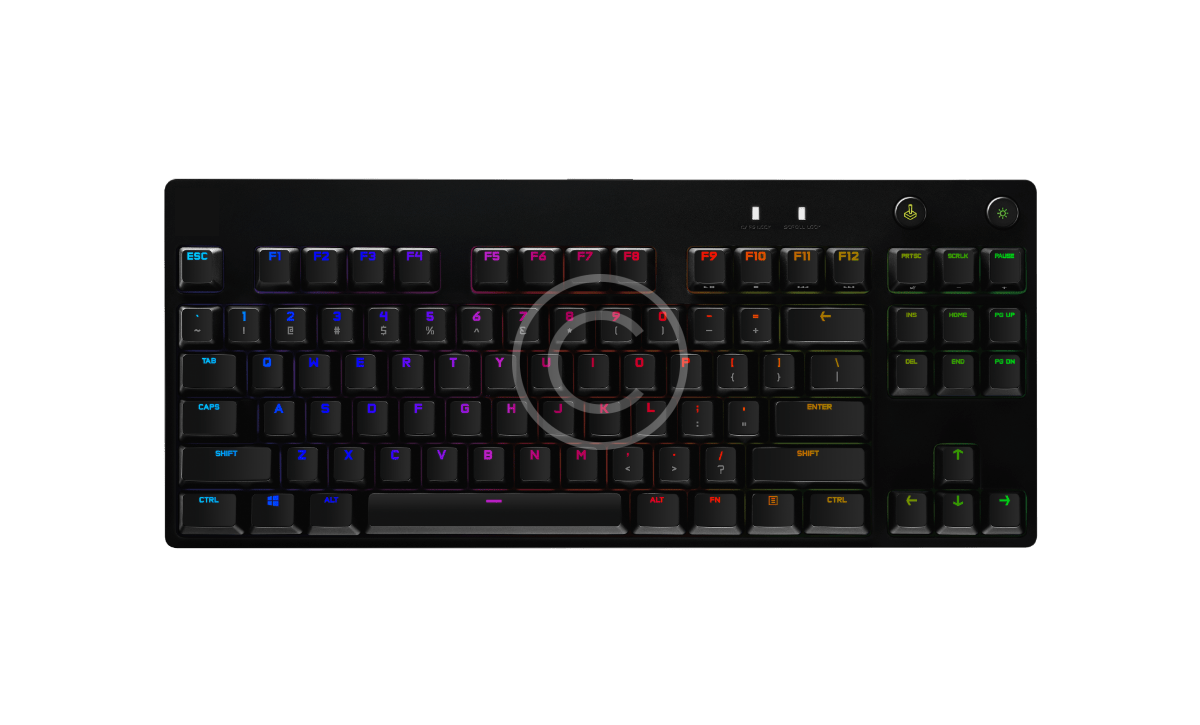 ESC F1 F2 F3 F4 F5 F6 F7 F8 F9 F10 F11 F12 PRTSC SCRLK PAUSE
` 1 2 3 4 5 6 7 8 9 0 - = ← INS HOME PG UP
~ ! @ # $ % ^ & * ( ) _ +
TAB Q W E R T Y U I O P [ ] \ DEL END PG DN
{ } |
CAPS A S D F G H J K L ; ' ENTER
: "
SHIFT Z X C V B N M , . / SHIFT ↑
< > ?
CTRL ALT ALT FN CTRL ← ↓ →
©